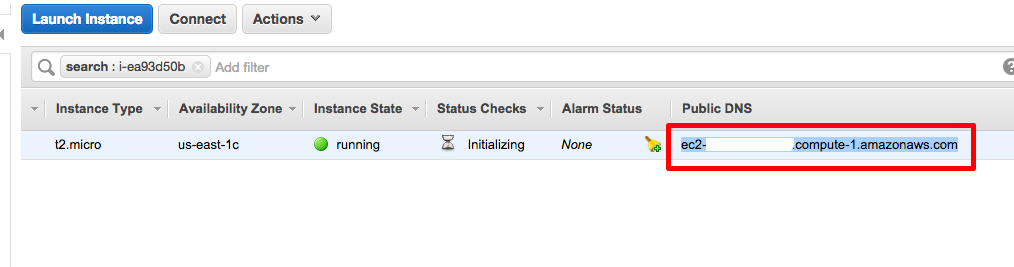 Launch Instance Connect Actions
search : i-ea93d50b Add filter
Instance Type Availability Zone Instance State Status Checks Alarm Status Public DNS
t2.micro us-east-1c running Initializing None ec2- .compute-1.amazonaws.com